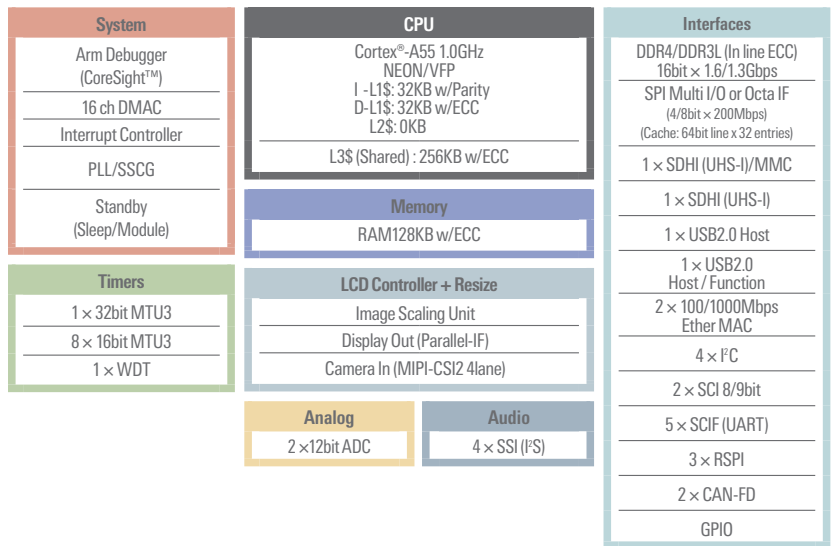 System
Arm Debugger
(CoreSight™)
16 ch DMAC
Interrupt Controller
PLL/SSCG
Standby
(Sleep/Module)
Timers
1 × 32bit MTU3
8 × 16bit MTU3
1 × WDT
CPU
Cortex®-A55 1.0GHz
NEON/VFP
I -L1$: 32KB w/Parity
D-L1$: 32KB w/ECC
L2$: 0KB
L3$ (Shared) : 256KB w/ECC
Memory
RAM128KB w/ECC
LCD Controller + Resize
Image Scaling Unit
Display Out (Parallel-IF)
Camera In (MIPI-CSI2 4lane)
Analog
2 ×12bit ADC
Audio
4 × SSI (I²S)
Interfaces
DDR4/DDR3L (In line ECC)
16bit × 1.6/1.3Gbps
SPI Multi I/O or Octa IF
(4/8bit × 200Mbps)
(Cache: 64bit line x 32 entries)
1 × SDHI (UHS-I)/MMC
1 × SDHI (UHS-I)
1 × USB2.0 Host
1 × USB2.0
Host / Function
2 × 100/1000Mbps
Ether MAC
4 × I²C
2 × SCI 8/9bit
5 × SCIF (UART)
3 × RSPI
2 × CAN-FD
GPIO